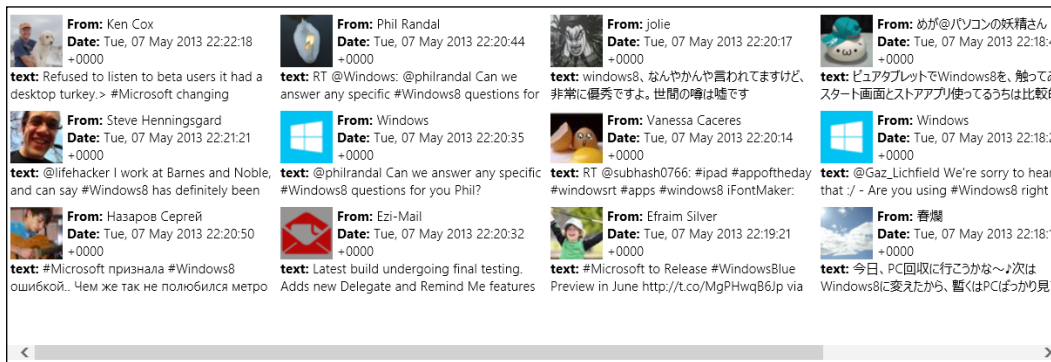 From: Ken Cox
Date: Tue, 07 May 2013 22:22:18
+0000
text: Refused to listen to beta users it had a
desktop turkey.> #Microsoft changing
From: Steve Henningsgard
Date: Tue, 07 May 2013 22:21:21
+0000
text: @lifehacker I work at Barnes and Noble,
and can say #Windows8 has definitely been
From: Назаров Сергей
Date: Tue, 07 May 2013 22:20:50
+0000
text: #Microsoft признала #Windows8
ошибкой.. Чем же так не полюбился метро
From: Phil Randal
Date: Tue, 07 May 2013 22:20:44
+0000
text: RT @Windows: @philrandal Can we
answer any specific #Windows8 questions for
From: Windows
Date: Tue, 07 May 2013 22:20:35
+0000
text: @philrandal Can we answer any specific
#Windows8 questions for you Phil?
From: Ezi-Mail
Date: Tue, 07 May 2013 22:20:32
+0000
text: Latest build undergoing final testing.
Adds new Delegate and Remind Me features
From: jolie
Date: Tue, 07 May 2013 22:20:17
+0000
text: windows8、なんやかんや言われてますけど、
非常に優秀ですよ。世間の噂は嘘です
From: Vanessa Caceres
Date: Tue, 07 May 2013 22:20:14
+0000
text: RT @subhash0766: #ipad #appoftheday
#windowsrt #apps #windows8 iFontMaker:
From: Efraim Silver
Date: Tue, 07 May 2013 22:19:21
+0000
text: #Microsoft to Release #WindowsBlue
Preview in June http://t.co/MgPHwqB6Jp via
From: めが@パソコンの妖精さん
Date: Tue, 07 May 2013 22:18:
+0000
text: ピュアタブレットでWindows8を、触って
スタート画面とストアアプリ使ってるうちは比較的
From: Windows
Date: Tue, 07 May 2013 22:18:
+0000
text: @Gaz_Lichfield We're sorry to hear
that :/ - Are you using #Windows8 right
From: 春爛
Date: Tue, 07 May 2013 22:18:
+0000
text: 今日、PC回収に行こうかな～♪次は
Windows8に変えたから、暫くはPCばっかり見